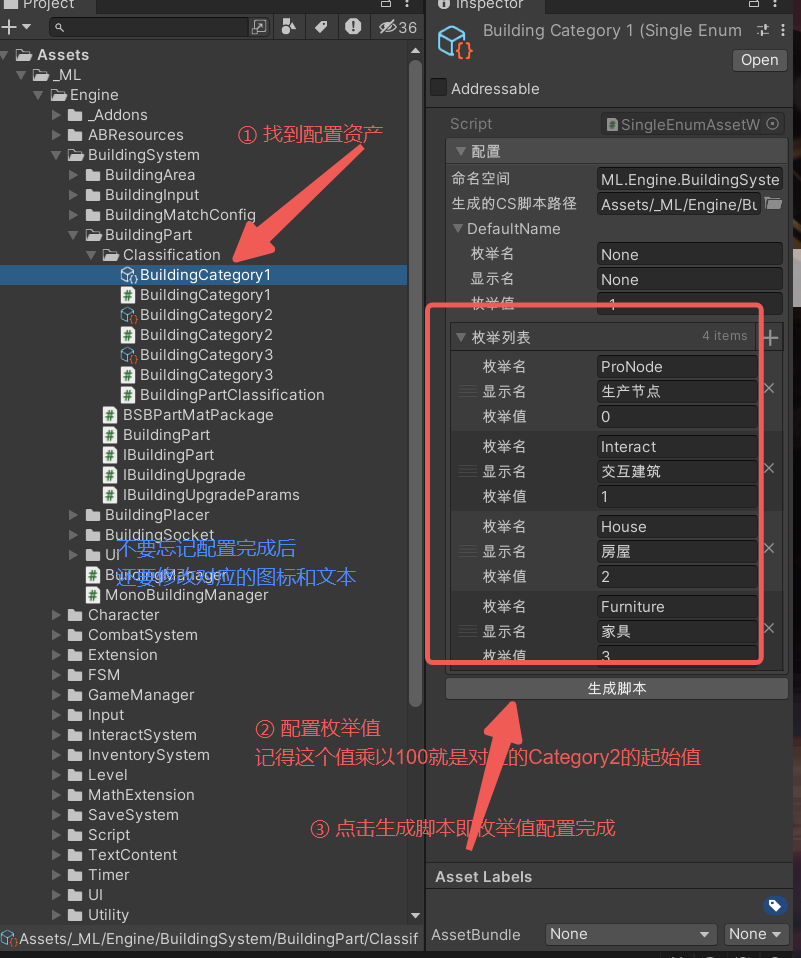 Project
36
Assets
_ML
Engine
_Addons
ABResources
BuildingSystem
BuildingArea
BuildingInput
BuildingMatchConfig
BuildingPart
Classification
BuildingCategory1
BuildingCategory1
BuildingCategory2
BuildingCategory2
BuildingCategory3
BuildingCategory3
BuildingPartClassification
BSBPartMatPackage
BuildingPart
IBuildingPart
IBuildingUpgrade
IBuildingUpgradeParams
BuildingPlacer
BuildingSocket
UI
BuildingManager
MonoBuildingManager
Character
CombatSystem
Extension
FSM
GameManager
Input
InteractSystem
InventorySystem
Level
MathExtension
SaveSystem
Script
TextContent
Timer
UI
Utility
Assets/_ML/Engine/BuildingSystem/BuildingPart/Classif
① 找到配置资产
不要忘记配置完成后
还要修改对应的图标和文本
② 配置枚举值
记得这个值乘以100就是对应的Category2的起始值
③ 点击生成脚本即枚举值配置完成
Inspector
Building Category 1 (Single Enum
Open
Addressable
Script
SingleEnumAssetW
配置
命名空间
ML.Engine.BuildingSyste
生成的CS脚本路径
Assets/_ML/Engine/Bu
DefaultName
枚举名
None
显示名
None
枚举值
-1
枚举列表
4 items
枚举名
ProNode
显示名
生产节点
枚举值
0
枚举名
Interact
显示名
交互建筑
枚举值
1
枚举名
House
显示名
房屋
枚举值
2
枚举名
Furniture
显示名
家具
枚举值
3
生成脚本
Asset Labels
AssetBundle
None
None